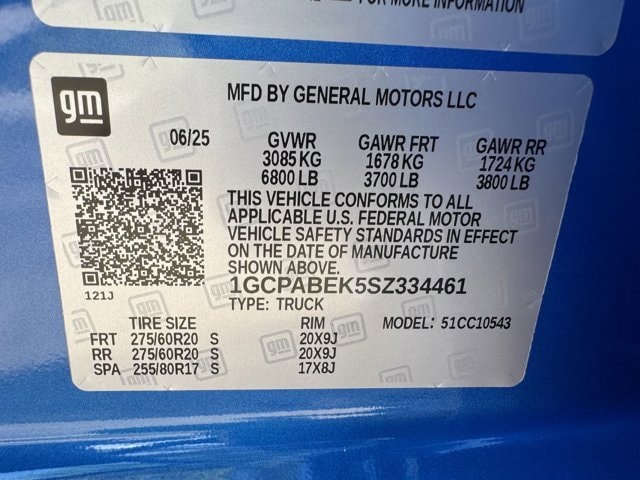 FOR MORE INFORMATION
gm
MFD BY GENERAL MOTORS LLC
06/25 GVWR GAWR FRT GAWR RR
3085 KG 1678 KG 1724 KG
6800 LB 3700 LB 3800 LB
THIS VEHICLE CONFORMS TO ALL
APPLICABLE U.S. FEDERAL MOTOR
VEHICLE SAFETY STANDARDS IN EFFECT
ON THE DATE OF MANUFACTURE
SHOWN ABOVE.
121J
1GCPABEK5SZ334461
TYPE: TRUCK
TIRE SIZE RIM MODEL: 51CC10543
FRT 275/60R20 S 20X9J
RR 275/60R20 S 20X9J
SPA 255/80R17 S 17X8J